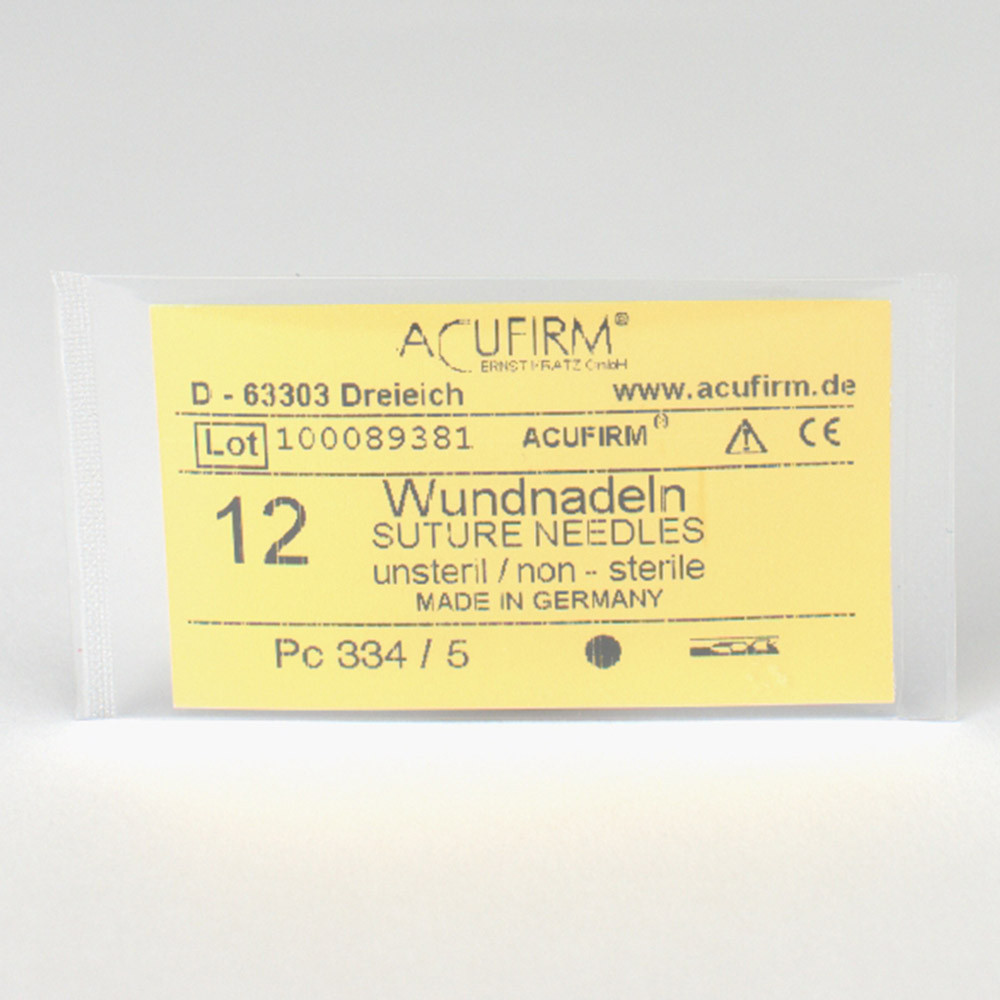 ACUFIRM®
ERNST KRATZ GmbH
D - 63303 Dreieich www.acufirm.de
Lot 100089381 ACUFIRM® CE
12 Wundnadeln
SUTURE NEEDLES
unsteril / non - sterile
MADE IN GERMANY
Pc 334 / 5